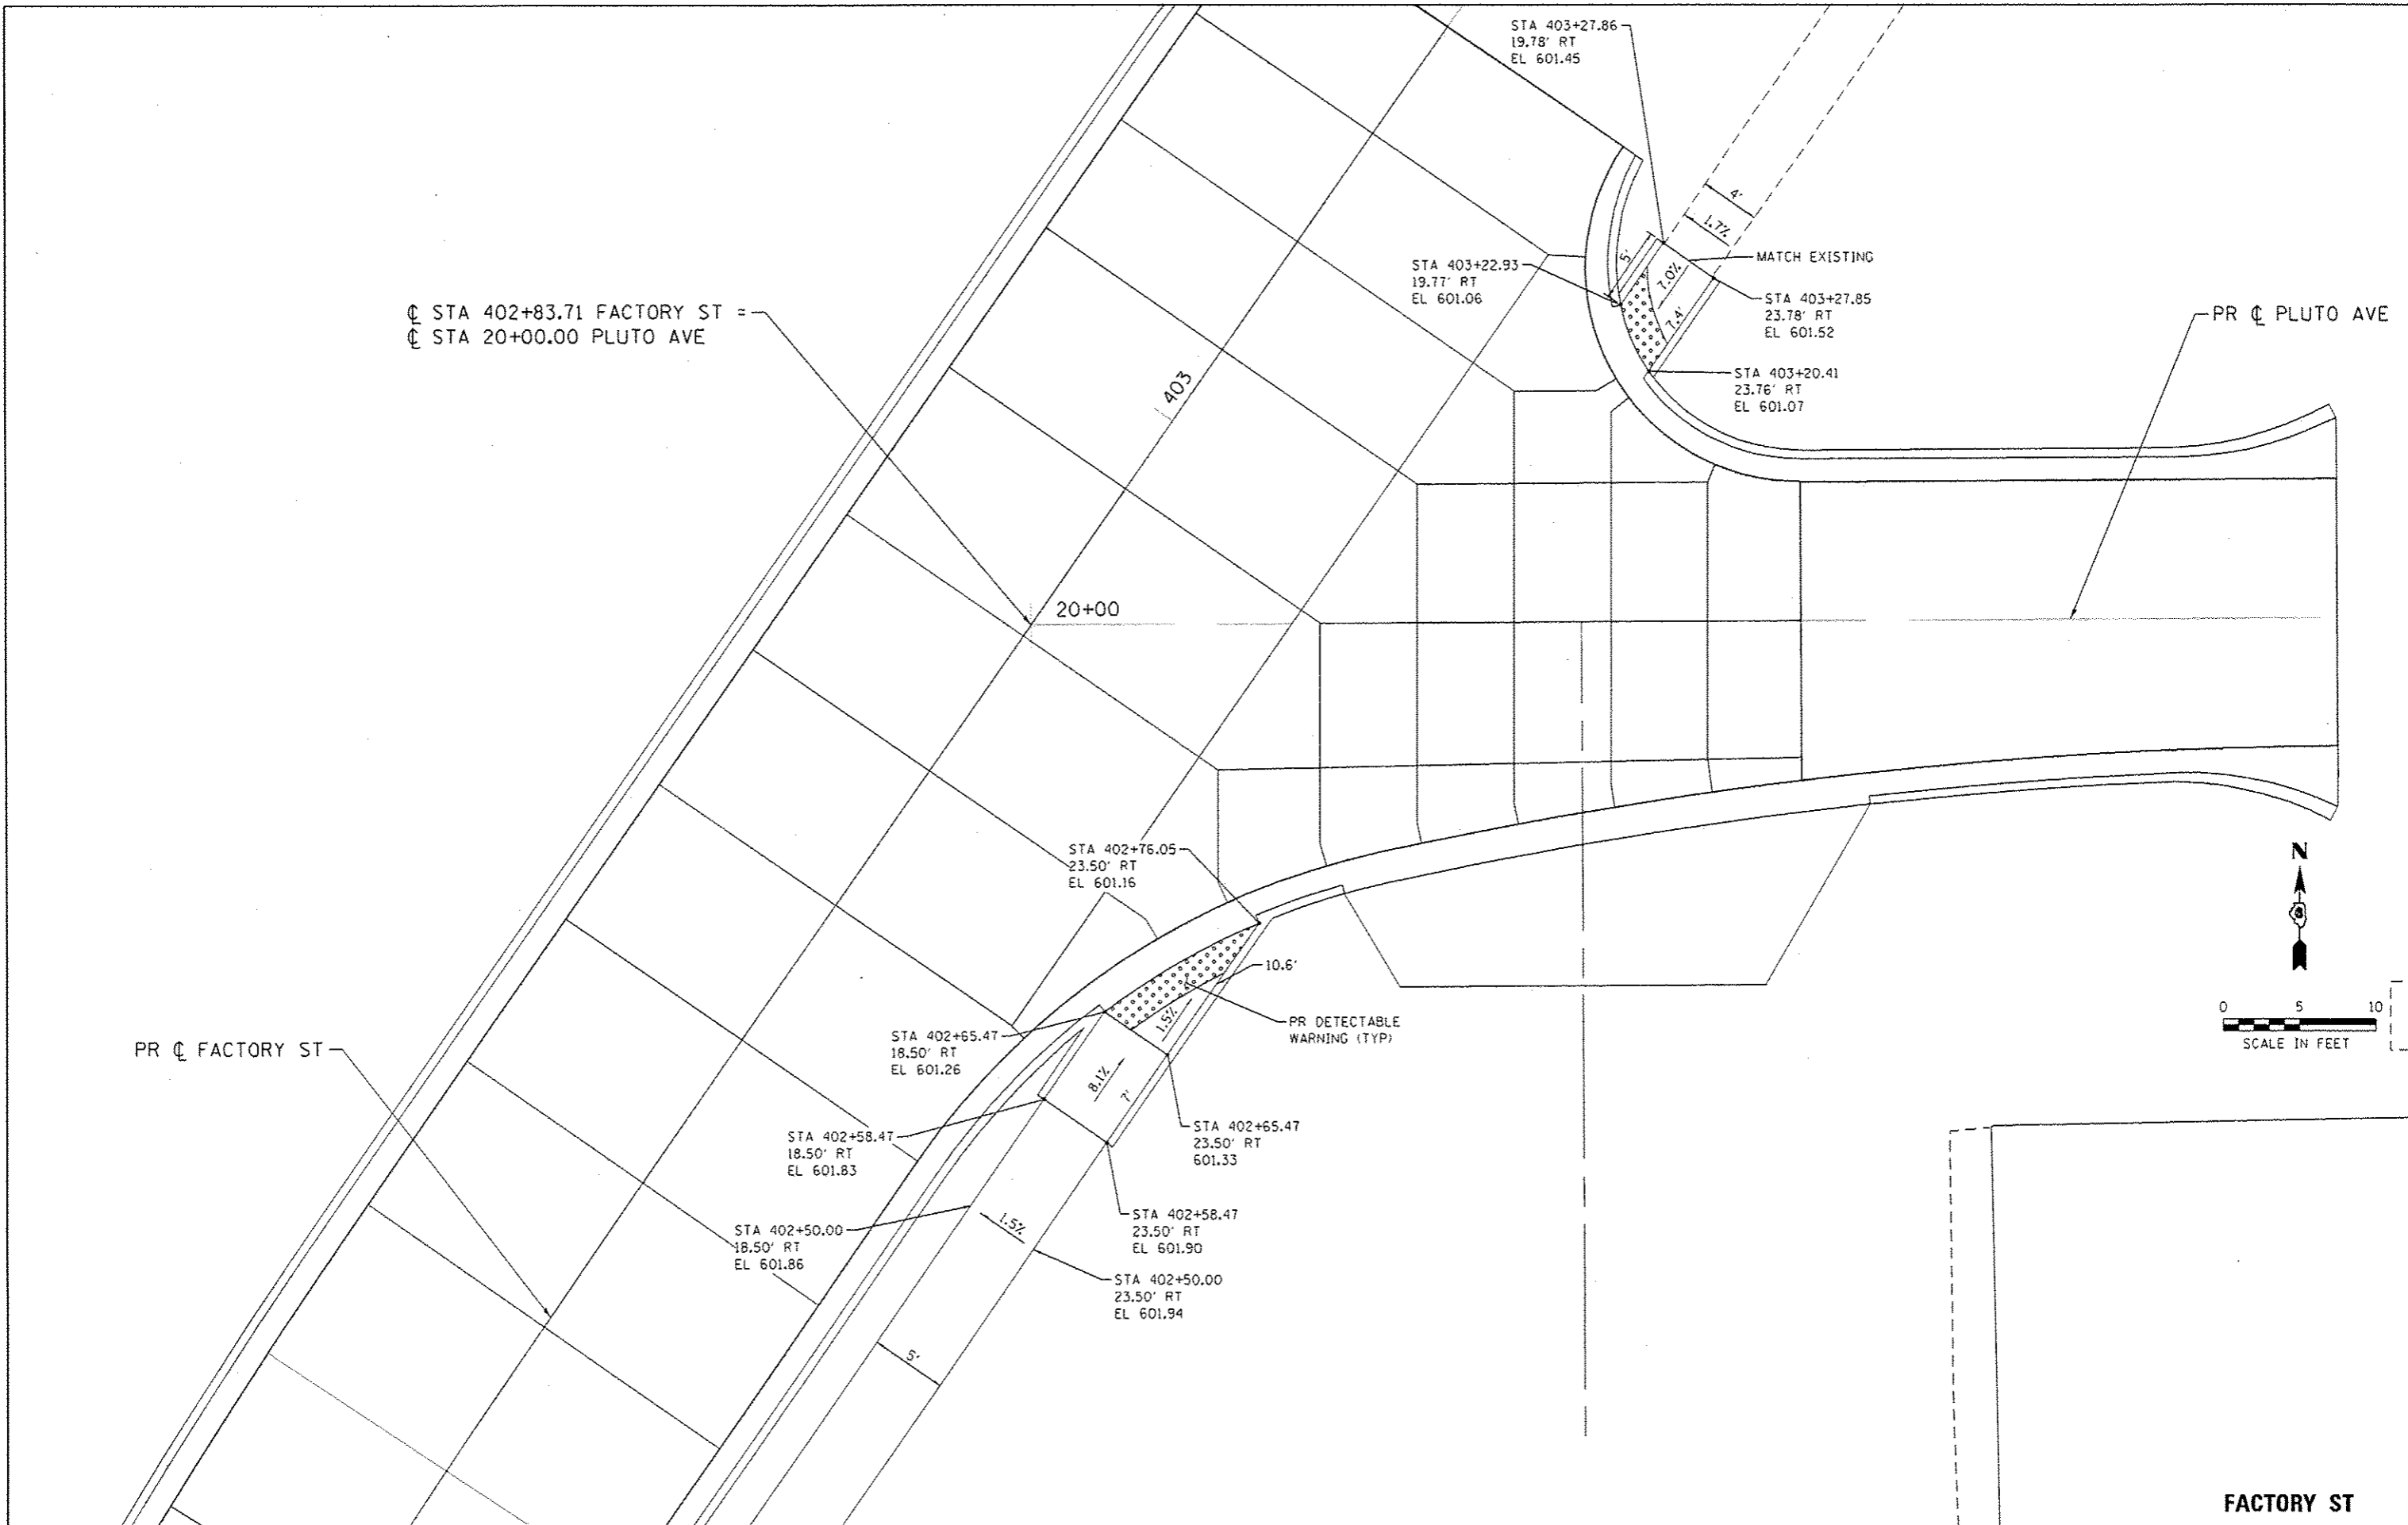 STA 403+27.86
19.78' RT
EL 601.45
4'
1.7%
MATCH EXISTING
5'
7.0%
7.4'
STA 403+22.93
19.77' RT
EL 601.06
STA 403+27.85
23.78' RT
EL 601.52
℄ STA 402+83.71 FACTORY ST =
℄ STA 20+00.00 PLUTO AVE
PR ℄ PLUTO AVE
STA 403+20.41
23.76' RT
EL 601.07
403
20+00
STA 402+76.05
23.50' RT
EL 601.16
N
10.6'
1.5%
PR DETECTABLE
WARNING (TYP)
0 5 10
SCALE IN FEET
PR ℄ FACTORY ST
STA 402+65.47
18.50' RT
EL 601.26
8.1%
7'
STA 402+58.47
18.50' RT
EL 601.83
STA 402+65.47
23.50' RT
601.33
STA 402+50.00
18.50' RT
EL 601.86
1.5%
STA 402+58.47
23.50' RT
EL 601.90
STA 402+50.00
23.50' RT
EL 601.94
5'
FACTORY ST